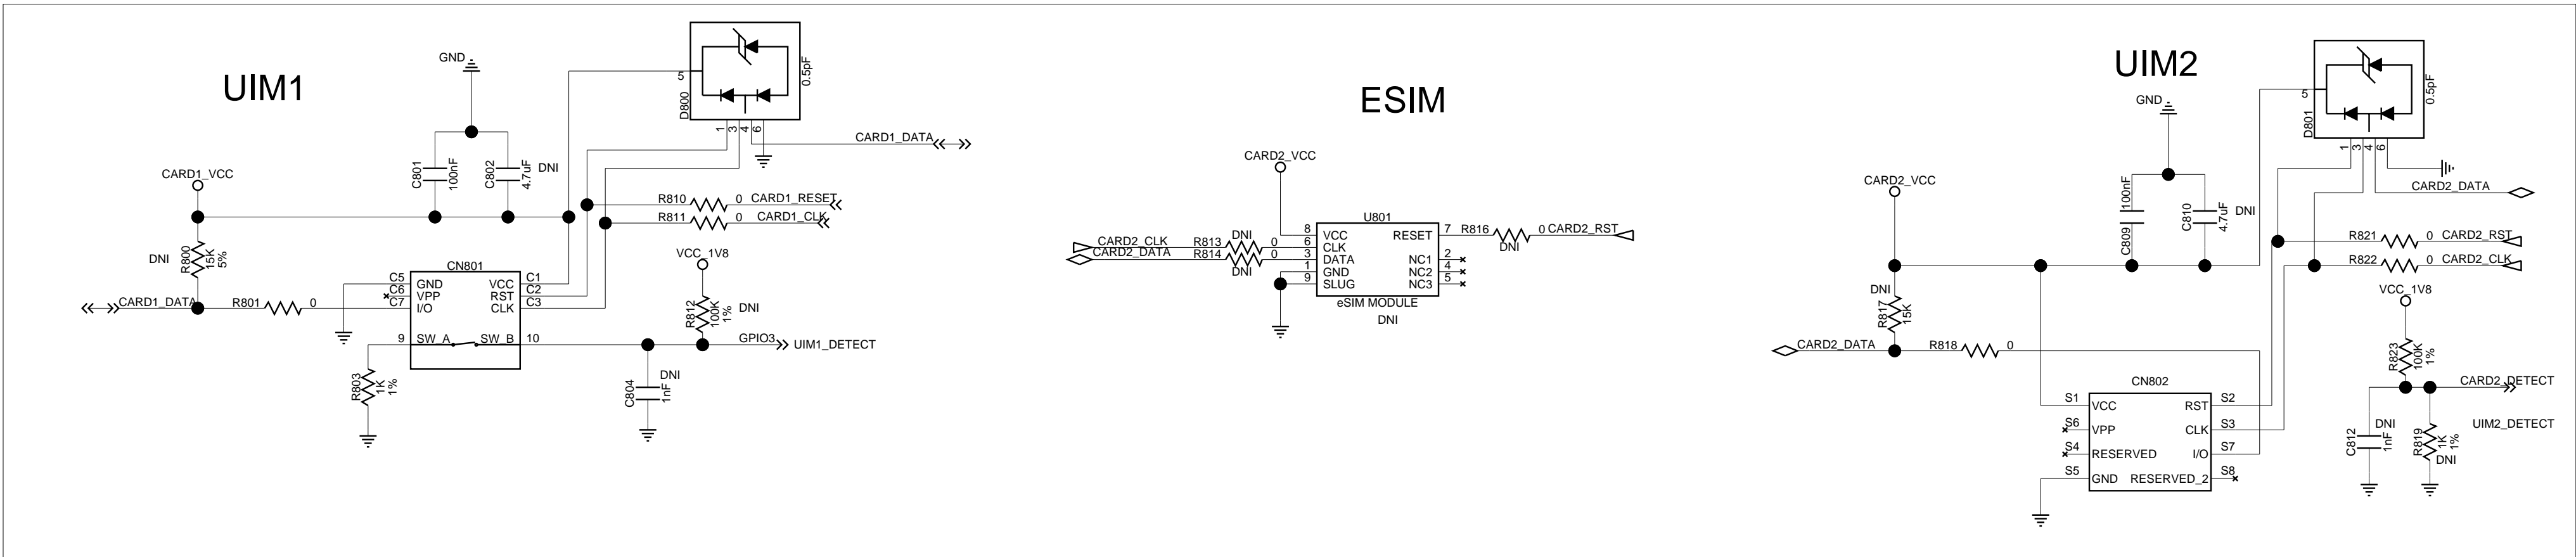 UIM1
GND
C801
100nF
C802
4.7uF
DNI
CARD1_VCC
DNI
R800
15K
5%
CARD1_DATA
R801
0
CN801
C5
GND
C6
VPP
C7
I/O
VCC
C1
RST
C2
CLK
C3
9
SW_A
SW_B
10
R803
1K
1%
D800
5
0.5pF
1
3
4
6
CARD1_DATA
R810
0
CARD1_RESET
R811
0
CARD1_CLK
VCC_1V8
R812
100K
1%
DNI
GPIO3
UIM1_DETECT
DNI
C804
1nF
ESIM
CARD2_VCC
U801
CARD2_CLK
R813
DNI
0
CARD2_DATA
R814
DNI
0
8
VCC
6
CLK
3
DATA
1
GND
9
SLUG
RESET
7
NC1
2
NC2
4
NC3
5
eSIM MODULE
DNI
R816
0
DNI
CARD2_RST
UIM2
GND
C809
100nF
C810
4.7uF
DNI
CARD2_VCC
DNI
R817
15K
CARD2_DATA
R818
0
D801
5
0.5pF
1
3
4
6
CARD2_DATA
R821
0
CARD2_RST
R822
0
CARD2_CLK
VCC_1V8
R823
100K
1%
CARD2_DETECT
UIM2_DETECT
DNI
C812
1nF
R819
1K
1%
DNI
CN802
S1
VCC
S6
VPP
S4
RESERVED
S5
GND
RST
S2
CLK
S3
I/O
S7
RESERVED_2
S8